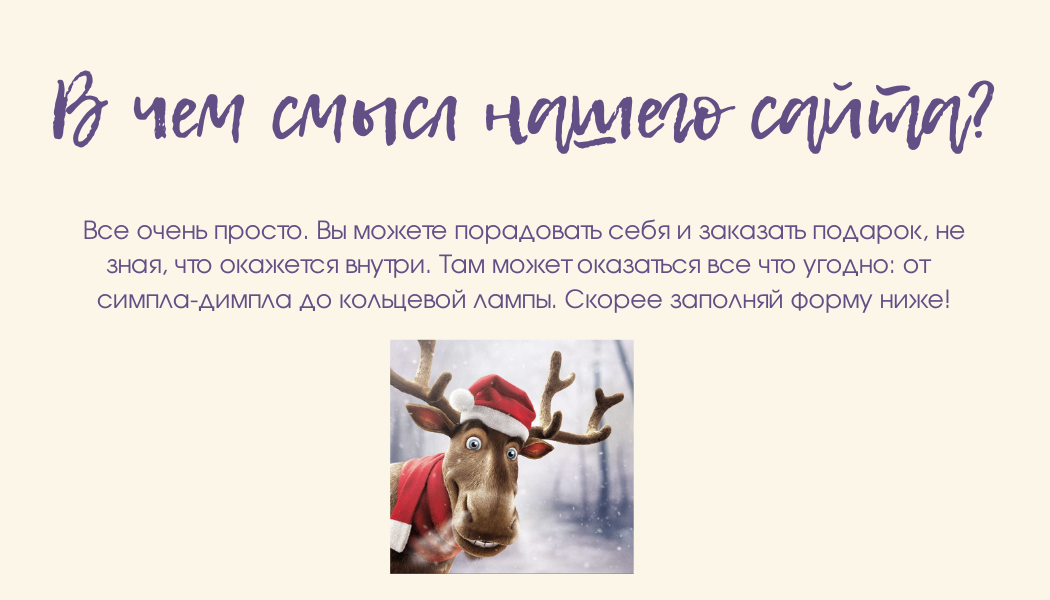 В чем смысл нашего сайта?
Все очень просто. Вы можете порадовать себя и заказать подарок, не
зная, что окажется внутри. Там может оказаться все что угодно: от
симпла-димпла до кольцевой лампы. Скорее заполняй форму ниже!